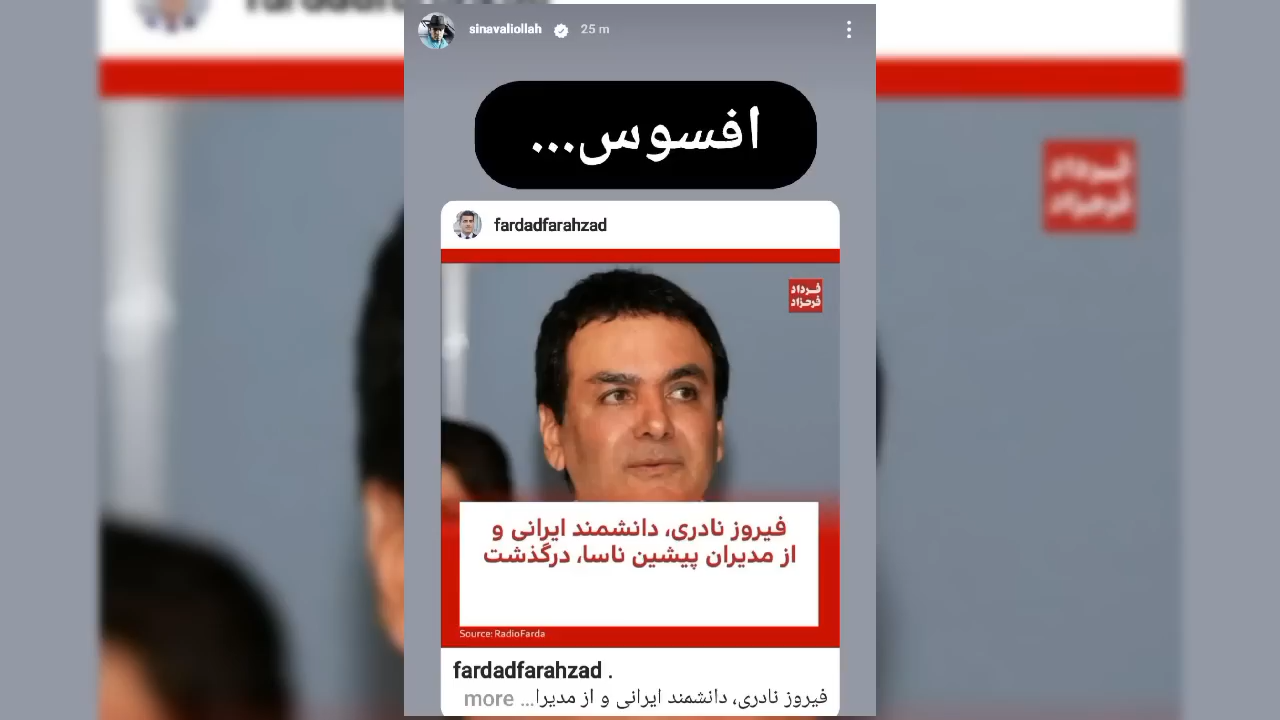 sinavaliollah 25 m
افسوس...
fardadfarahzad
فرداد
فرحزاد
فیروز نادری، دانشمند ایرانی و
از مدیران پیشین ناسا، درگذشت
Source: RadioFarda
fardadfarahzad .
فیروز نادری، دانشمند ایرانی و از مدیرا... more